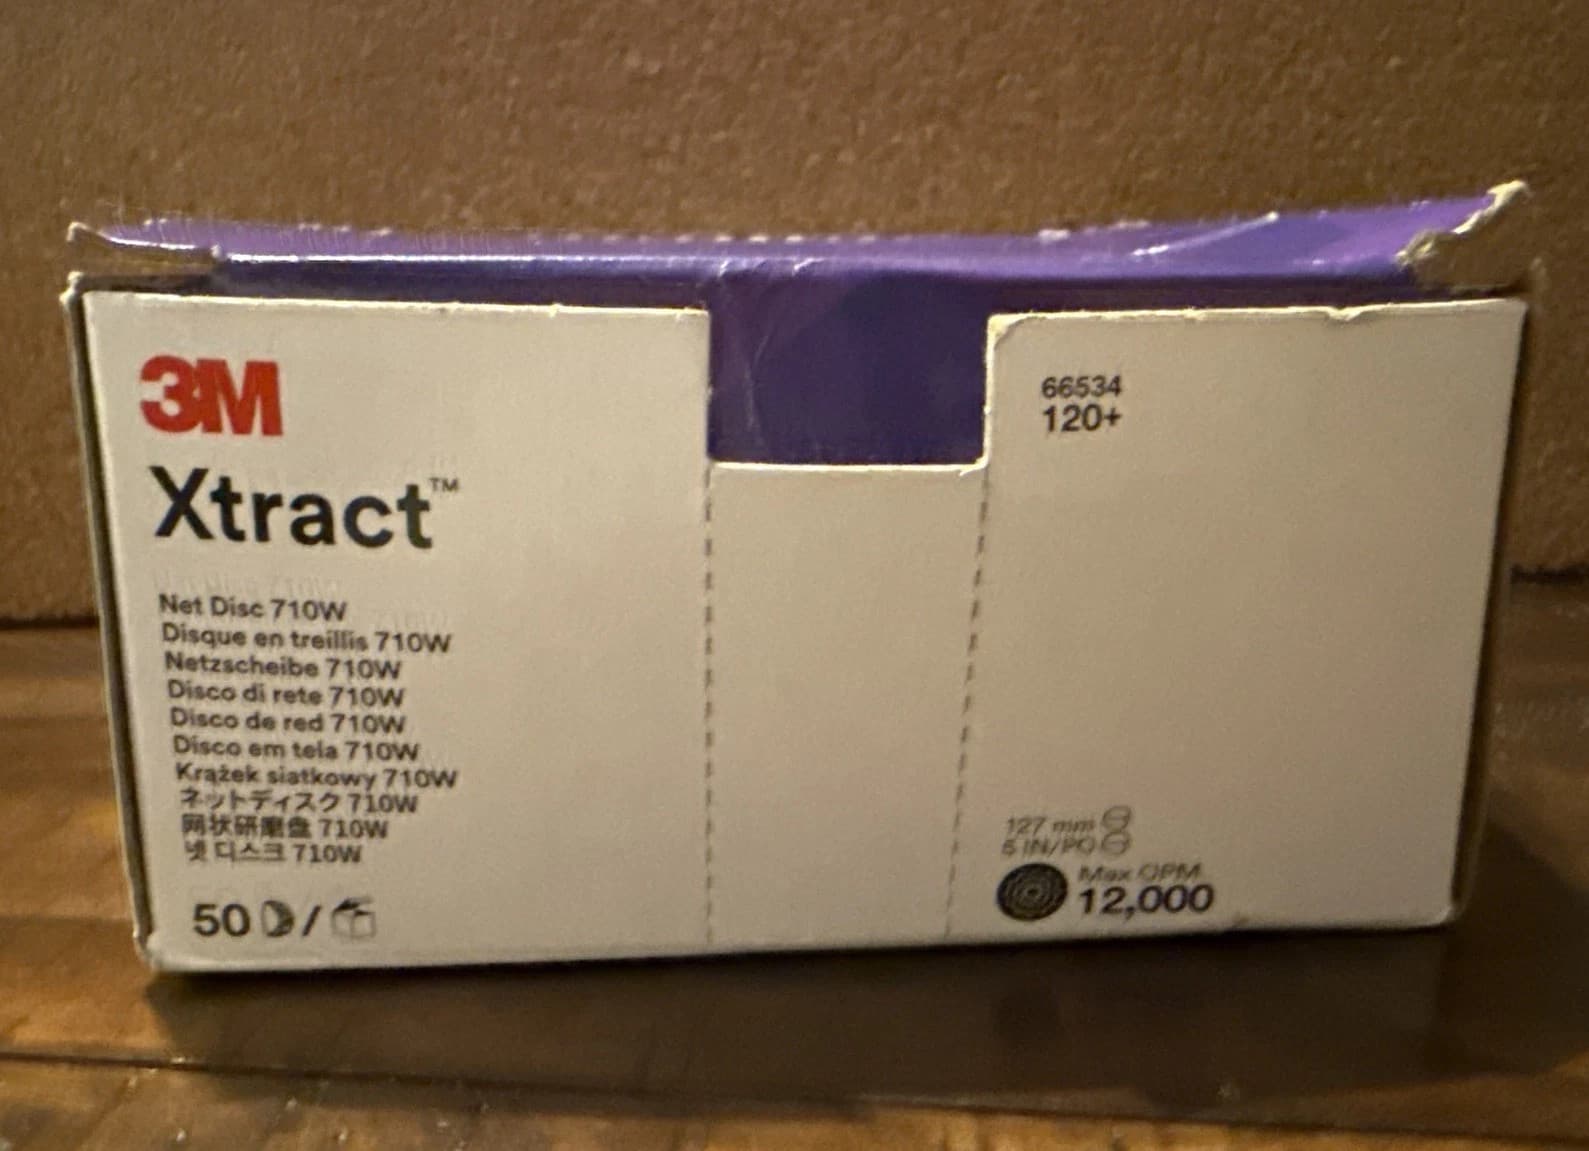 3M
Xtract™
Net Disc 710W
Disque en treillis 710W
Netzscheibe 710W
Disco di rete 710W
Disco de red 710W
Disco em tela 710W
Krążek siatkowy 710W
ネットディスク 710W
网状研磨盘 710W
넷 디스크 710W
50 /
66534
120+
127 mm
5 IN/PO
Max OPM
12,000